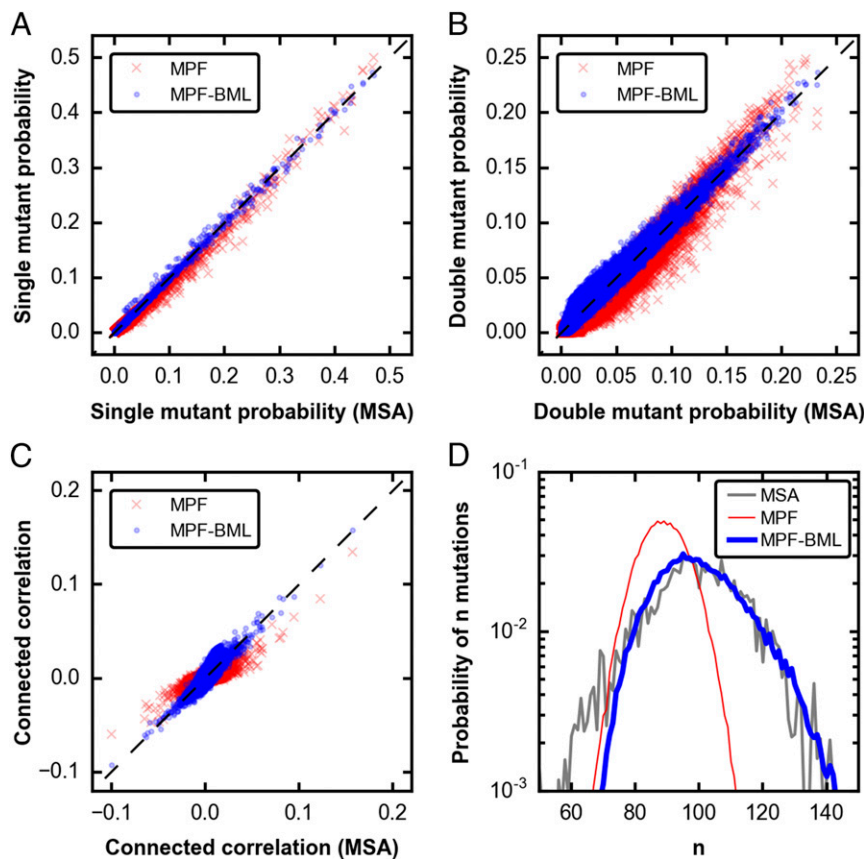 A
Single mutant probability
0.5
0.4
0.3
0.2
0.1
0.0
MPF
MPF-BML
0.0 0.1 0.2 0.3 0.4 0.5
Single mutant probability (MSA)
B
Double mutant probability
0.25
0.20
0.15
0.10
0.05
0.00
MPF
MPF-BML
0.00 0.05 0.10 0.15 0.20 0.25
Double mutant probability (MSA)
C
Connected correlation
0.2
0.1
0.0
−0.1
MPF
MPF-BML
−0.1 0.0 0.1 0.2
Connected correlation (MSA)
D
Probability of n mutations
10⁻¹
10⁻²
10⁻³
MSA
MPF
MPF-BML
60 80 100 120 140
n